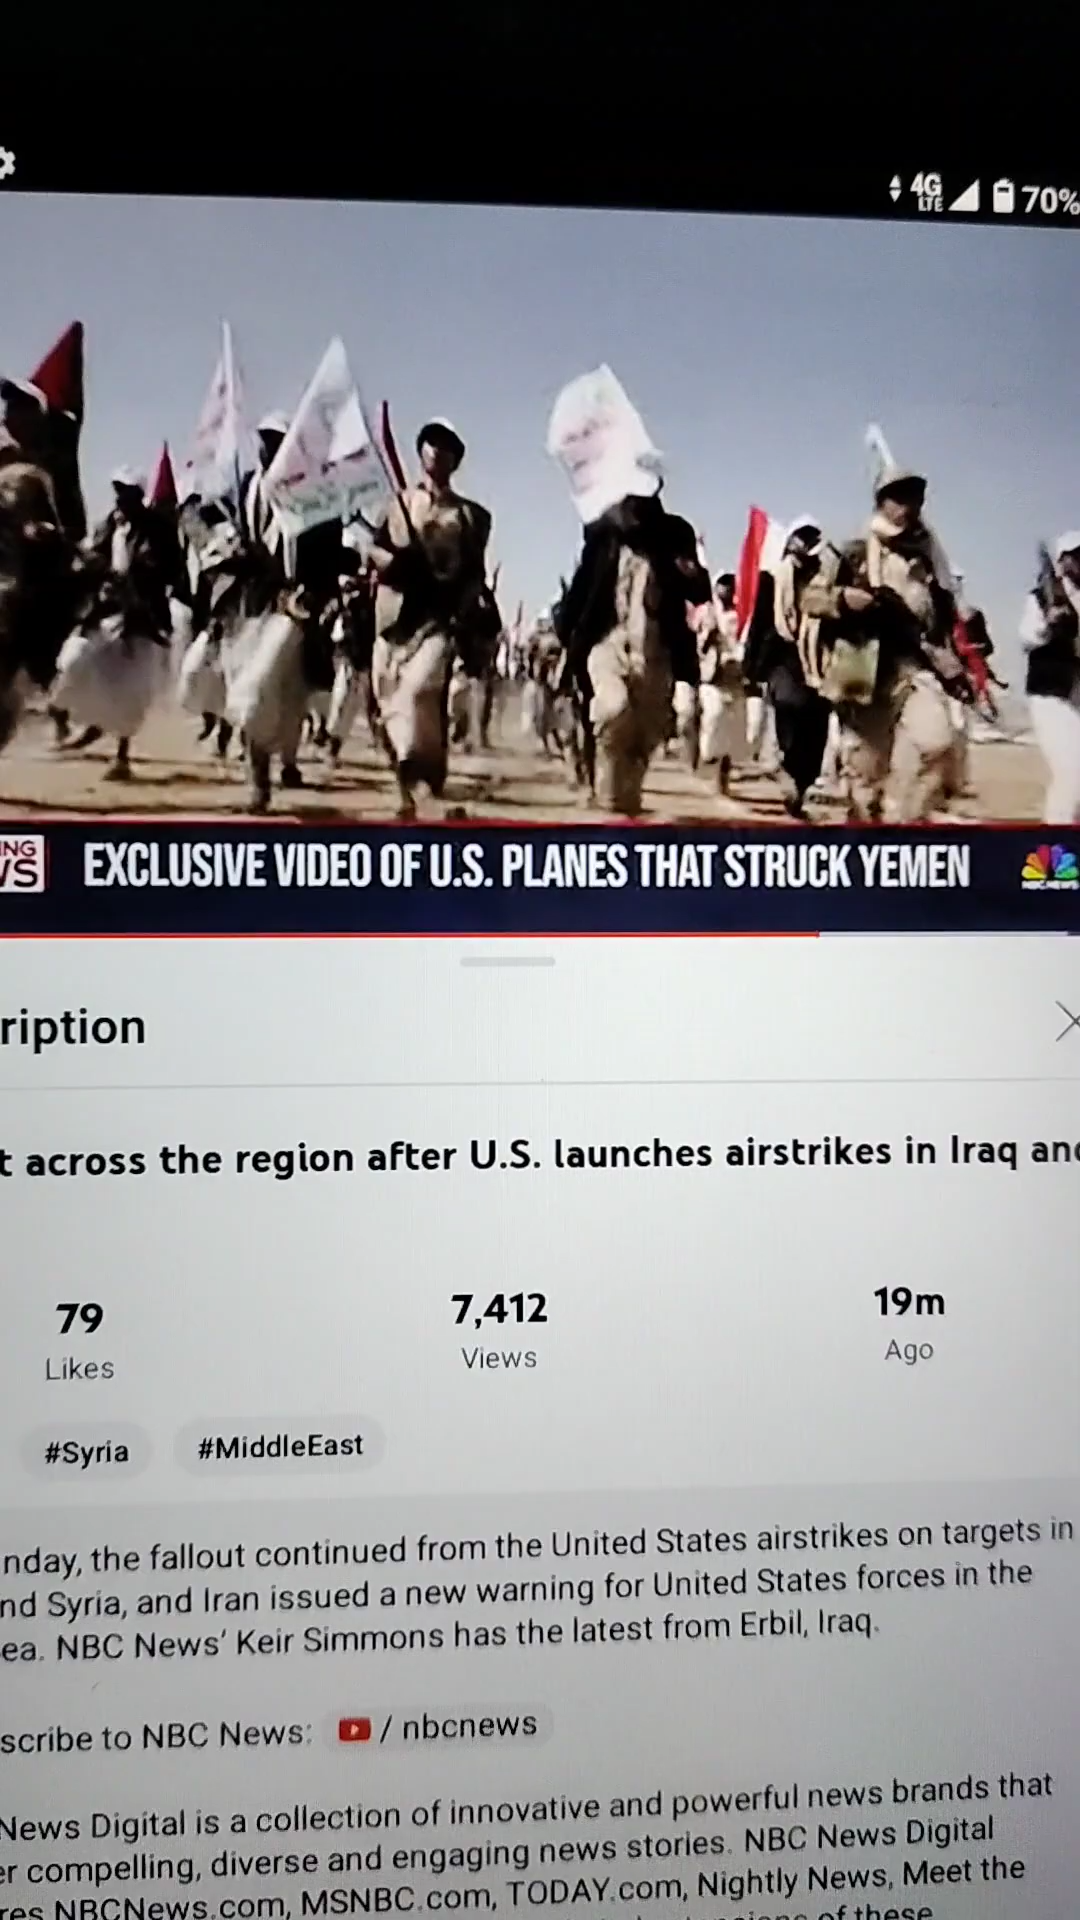 4G
LTE
70%
ING
WS
EXCLUSIVE VIDEO OF U.S. PLANES THAT STRUCK YEMEN
NBC NEWS
ription
t across the region after U.S. launches airstrikes in Iraq and
79
7,412
19m
Likes
Views
Ago
#Syria
#MiddleEast
nday, the fallout continued from the United States airstrikes on targets in
nd Syria, and Iran issued a new warning for United States forces in the
ea. NBC News' Keir Simmons has the latest from Erbil, Iraq.
scribe to NBC News: / nbcnews
News Digital is a collection of innovative and powerful news brands that
er compelling, diverse and engaging news stories. NBC News Digital
res NBCNews.com, MSNBC.com, TODAY.com, Nightly News, Meet the
of these